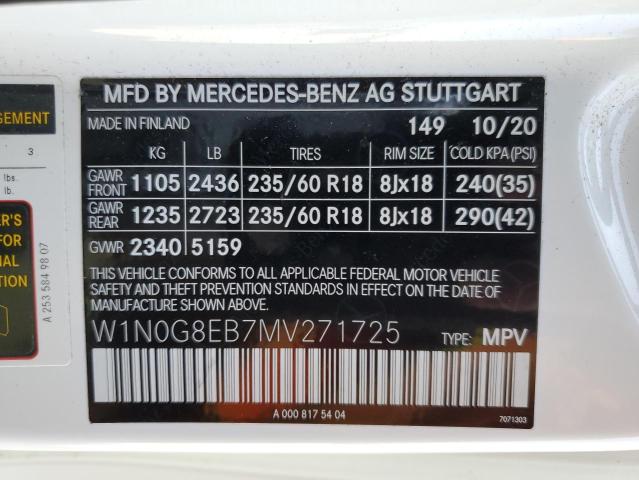 MFD BY MERCEDES-BENZ AG STUTTGART
MADE IN FINLAND 149 10/20
KG LB TIRES RIM SIZE COLD KPA(PSI)
GAWR FRONT 1105 2436 235/60 R18 8Jx18 240(35)
GAWR REAR 1235 2723 235/60 R18 8Jx18 290(42)
GVWR 2340 5159
THIS VEHICLE CONFORMS TO ALL APPLICABLE FEDERAL MOTOR VEHICLE
SAFETY AND THEFT PREVENTION STANDARDS IN EFFECT ON THE DATE OF
MANUFACTURE SHOWN ABOVE.
W1N0G8EB7MV271725 TYPE: MPV
A 000 817 54 04
7071303
3
lbs.
lb.
FOR
A 253 584 98 07